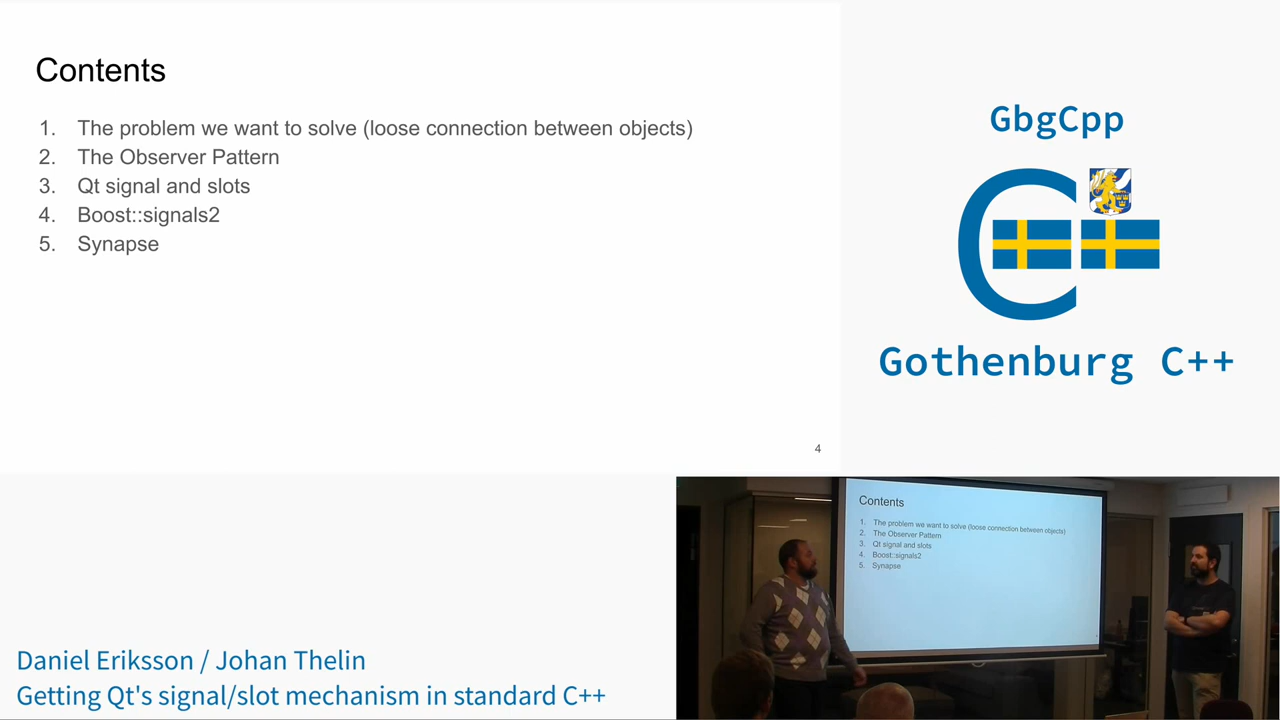 Contents
1. The problem we want to solve (loose connection between objects)
2. The Observer Pattern
3. Qt signal and slots
4. Boost::signals2
5. Synapse
4
GbgCpp
C++
Gothenburg C++
Contents
1. The problem we want to solve (loose connection between objects)
2. The Observer Pattern
3. Qt signal and slots
4. Boost::signals2
5. Synapse
Daniel Eriksson / Johan Thelin
Getting Qt's signal/slot mechanism in standard C++